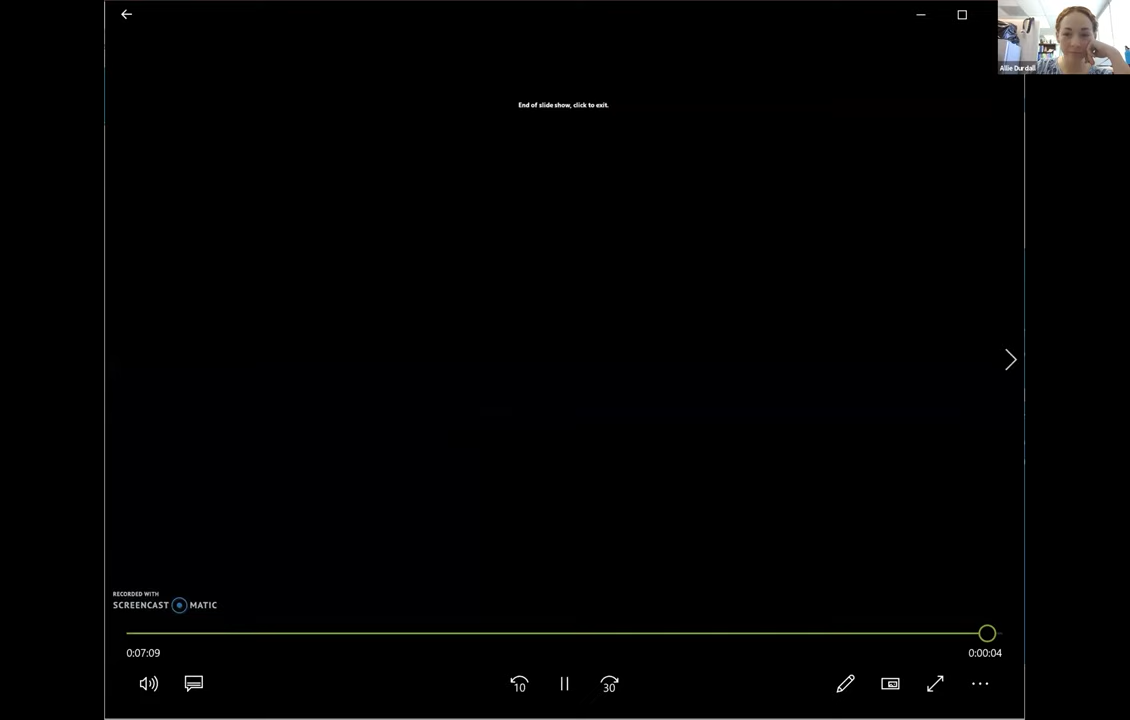 Allie Durdall
End of slide show, click to exit.
RECORDED WITH
SCREENCAST MATIC
0:07:09
0:00:04
10
30